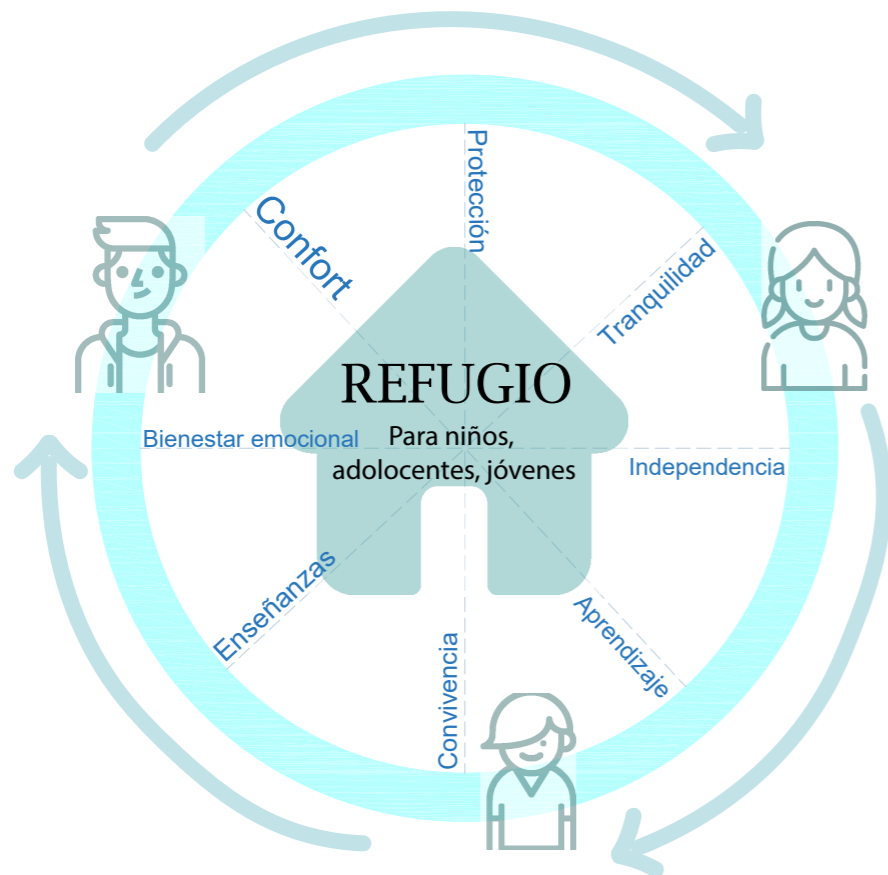 Protección
Confort
Tranquilidad
REFUGIO
Para niños,
adolocentes, jóvenes
Bienestar emocional
Independencia
Enseñanzas
Aprendizaje
Convivencia